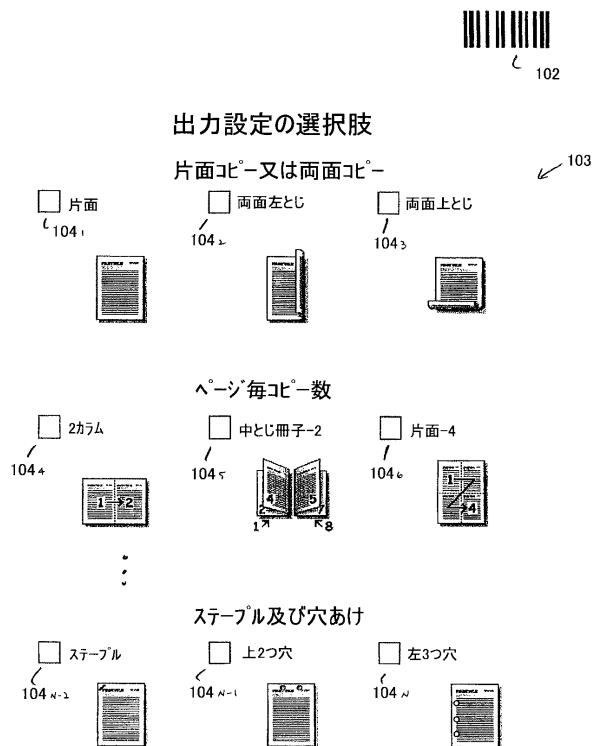 102
出力設定の選択肢
片面コピー又は両面コピー
103
片面 両面左とじ 両面上とじ
104₁ 104₂ 104₃
ページ毎コピー数
2カラム 中とじ冊子-2 片面-4
104₄ 104₅ 104₆
1→2
4 5
2 7
1 8
1
4
ステープル及び穴あけ
ステープル 上2つ穴 左3つ穴
104N-2 104N-1 104N